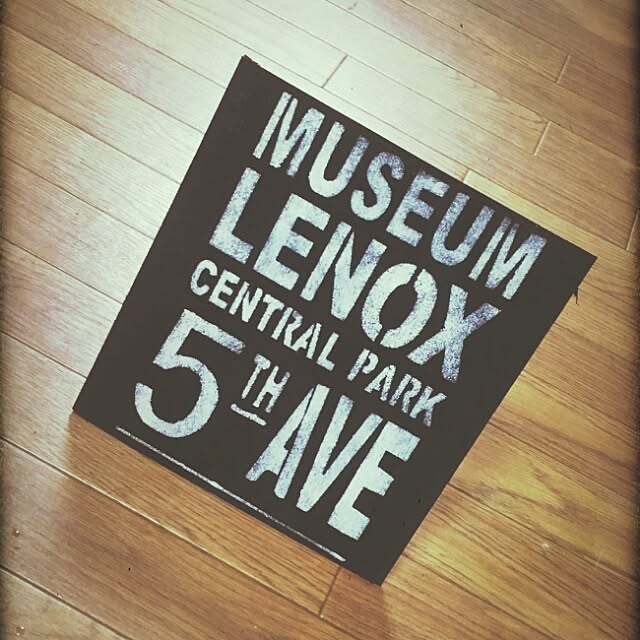 MUSEUM
LENOX
CENTRAL PARK
5TH AVE